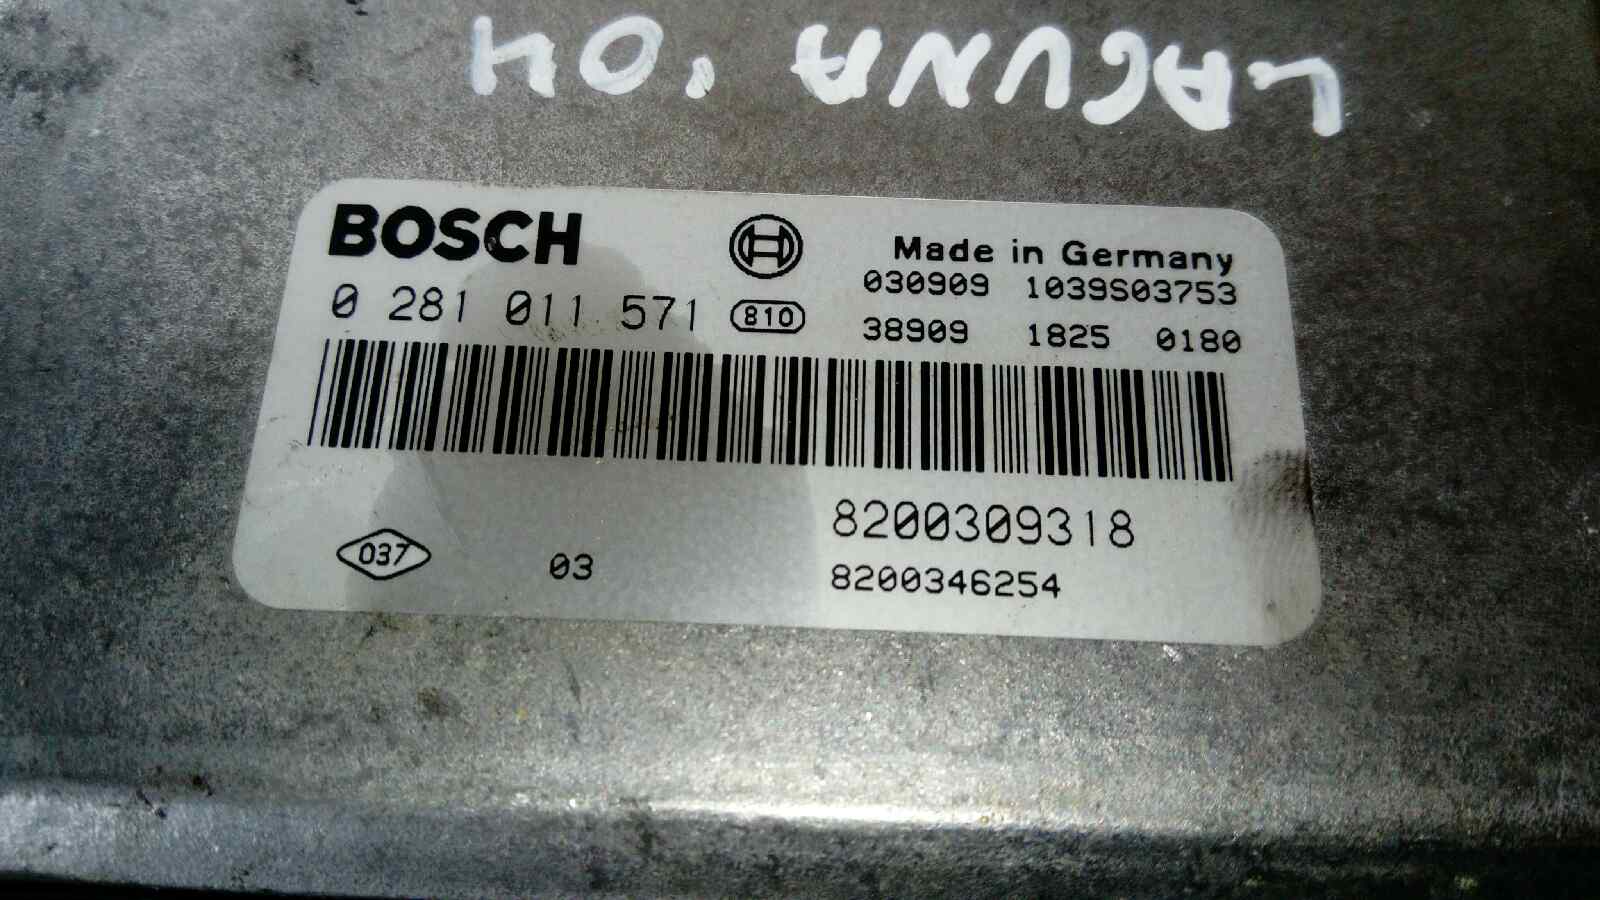 LAGUNA '04
BOSCH
Made in Germany
030909 1039S03753
0 281 011 571 810
38909 1825 0180
8200309318
037 03
8200346254